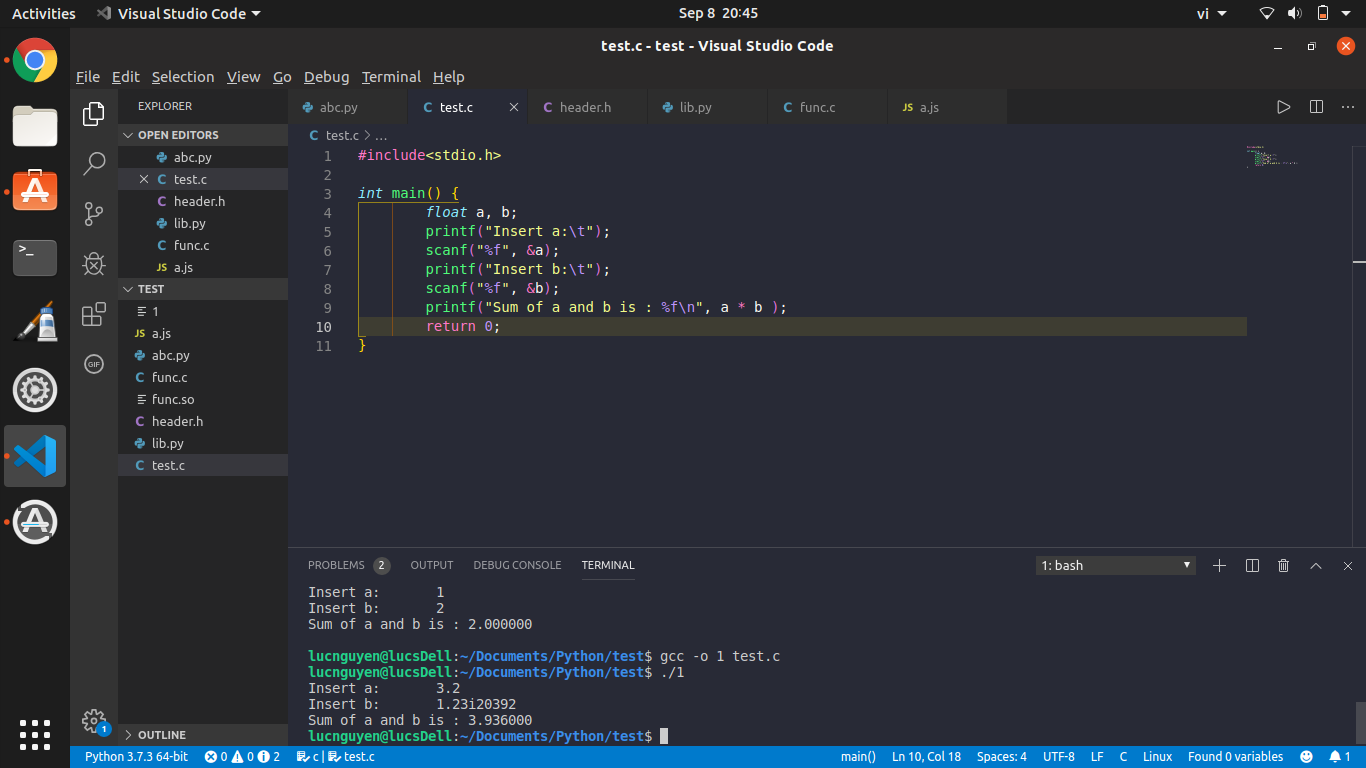 Activities Visual Studio Code Sep 8 20:45 vi
test.c - test - Visual Studio Code
File Edit Selection View Go Debug Terminal Help
EXPLORER
OPEN EDITORS
abc.py
test.c
header.h
lib.py
func.c
JS a.js
TEST
1
JS a.js
abc.py
func.c
func.so
header.h
lib.py
test.c
OUTLINE
GIF
1
abc.py C test.c C header.h lib.py C func.c JS a.js
C test.c > ...
1 #include<stdio.h>
2
3 int main() {
4 float a, b;
5 printf("Insert a:\t");
6 scanf("%f", &a);
7 printf("Insert b:\t");
8 scanf("%f", &b);
9 printf("Sum of a and b is : %f\n", a * b );
10 return 0;
11 }
PROBLEMS 2 OUTPUT DEBUG CONSOLE TERMINAL 1: bash
Insert a: 1
Insert b: 2
Sum of a and b is : 2.000000
lucnguyen@lucsDell:~/Documents/Python/test$ gcc -o 1 test.c
lucnguyen@lucsDell:~/Documents/Python/test$ ./1
Insert a: 3.2
Insert b: 1.23i20392
Sum of a and b is : 3.936000
lucnguyen@lucsDell:~/Documents/Python/test$
Python 3.7.3 64-bit 0 0 2 c | test.c main() Ln 10, Col 18 Spaces: 4 UTF-8 LF C Linux Found 0 variables 1